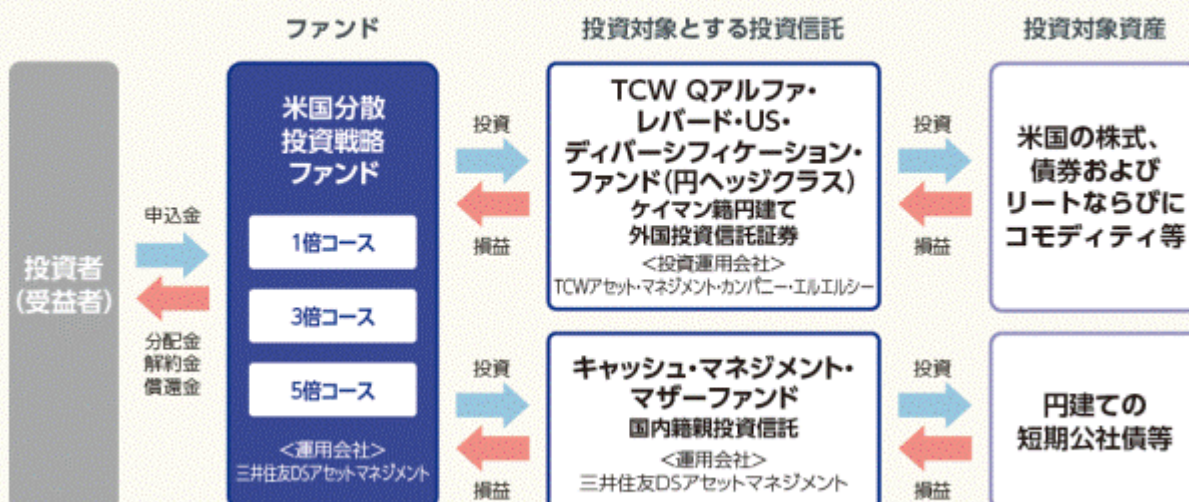 ファンド
投資対象とする投資信託
投資対象資産
投資者
(受益者)
申込金
分配金
解約金
償還金
米国分散
投資戦略
ファンド
1倍コース
3倍コース
5倍コース
<運用会社>
三井住友DSアセットマネジメント
投資
損益
TCW Qアルファ・
レバード・US・
ディバーシフィケーション・
ファンド(円ヘッジクラス)
ケイマン籍円建て
外国投資信託証券
<投資運用会社>
TCWアセット・マネジメント・カンパニー・エルエルシー
投資
損益
米国の株式、
債券および
リートならびに
コモディティ等
投資
損益
キャッシュ・マネジメント・
マザーファンド
国内籍親投資信託
<運用会社>
三井住友DSアセットマネジメント
投資
損益
円建ての
短期公社債等